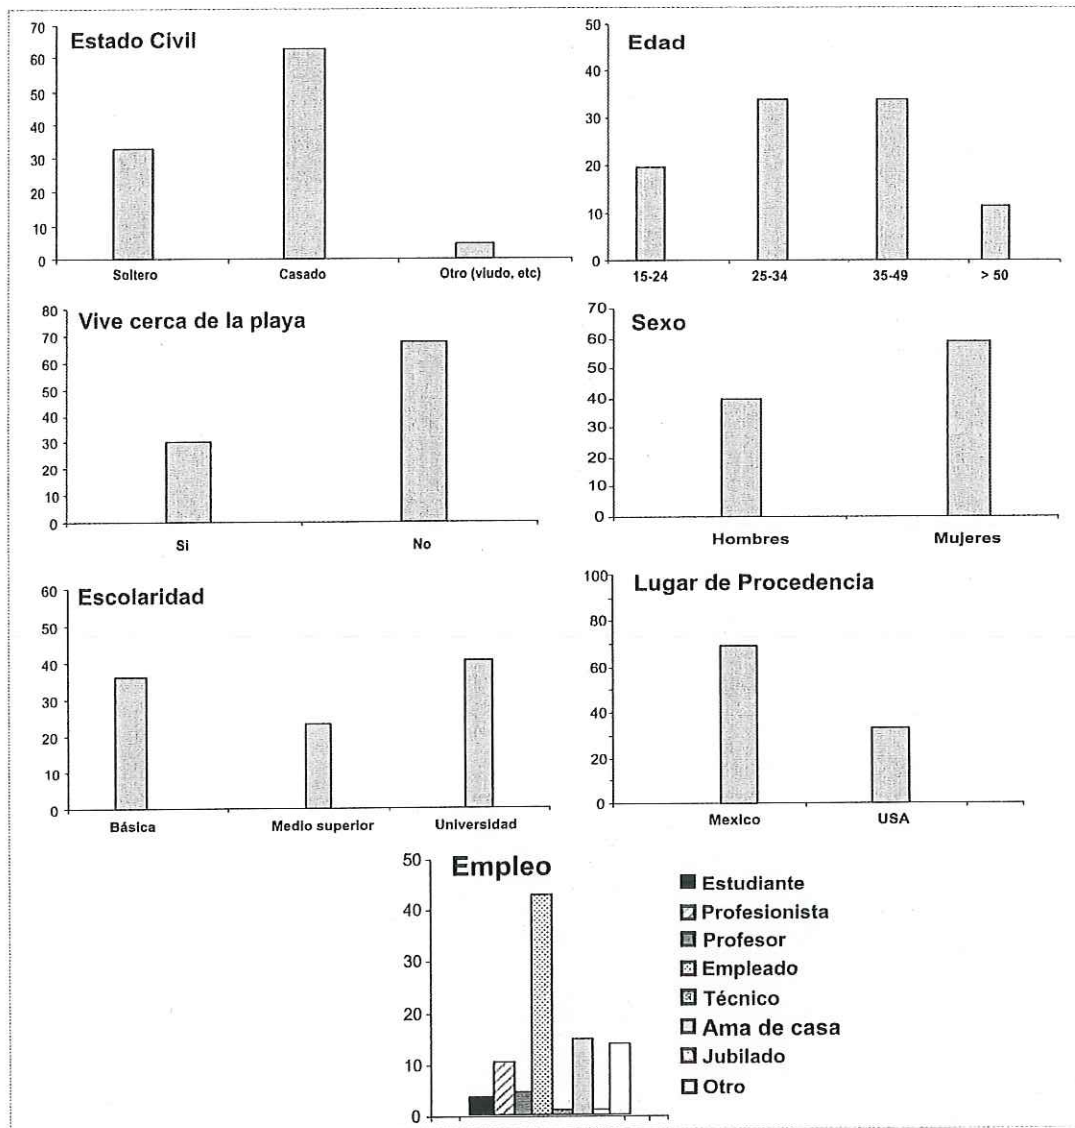 Estado Civil
70
60
50
40
30
20
10
0
Soltero Casado Otro (viudo, etc)
Edad
50
40
30
20
10
0
15-24 25-34 35-49 > 50
Vive cerca de la playa
80
70
60
50
40
30
20
10
0
Si No
Sexo
70
60
50
40
30
20
10
0
Hombres Mujeres
Escolaridad
60
50
40
30
20
10
0
Básica Medio superior Universidad
Lugar de Procedencia
100
80
60
40
20
0
Mexico USA
Empleo
50
40
30
20
10
0
Estudiante
Profesionista
Profesor
Empleado
Técnico
Ama de casa
Jubilado
Otro